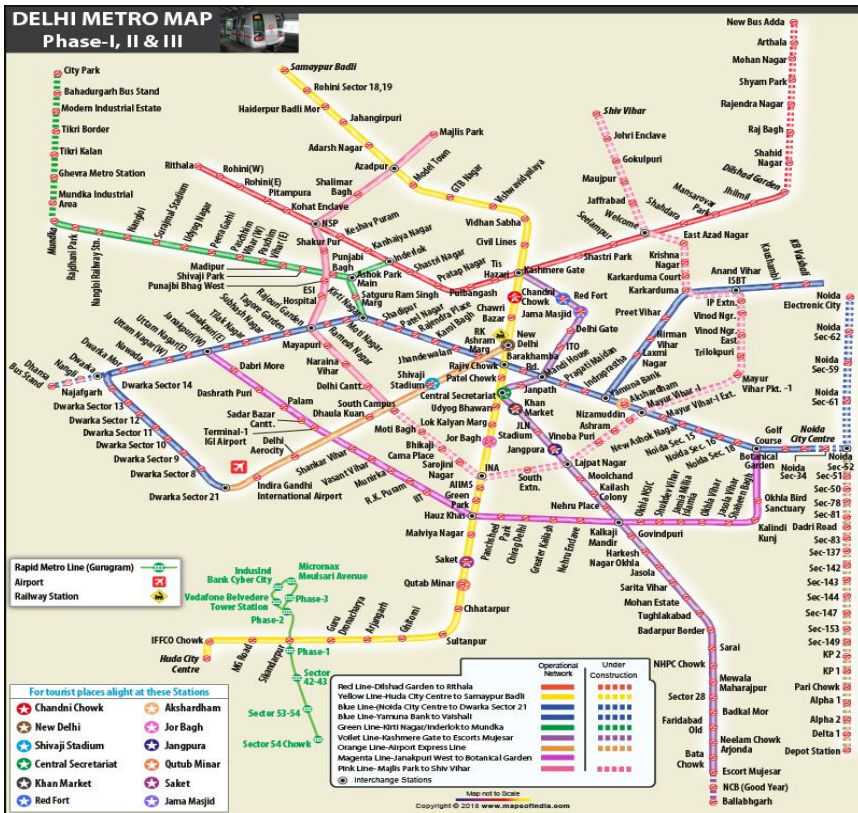 DELHI METRO MAP
Phase-I, II & III
City Park
Bahadurgarh Bus Stand
Modern Industrial Estate
Tikri Border
Tikri Kalan
Ghevra Metro Station
Mundka Industrial
Area
Mundka
Rajdhani Park
Nangloi Railway Stn.
Nangloi
Surajmal Stadium
Udyog Nagar
Peera Garhi
Paschim
Vihar (W)
Paschim
Vihar (E)
Madipur
Shivaji Park
Punajbi Bhag West
ESI
Hospital
Punjabi
Bagh
Ashok Park
Main
Satguru Ram Singh
Marg
Kirti Nagar
Inderlok
Samaypur Badli
Rohini Sector 18,19
Haiderpur Badli Mor
Jahangirpuri
Adarsh Nagar
Azadpur
Majlis Park
Shalimar
Bagh
Model Town
GTB Nagar
Vishwavidyalaya
Vidhan Sabha
Civil Lines
Rithala
Rohini(W)
Rohini(E)
Pitampura
Kohat Enclave
NSP
Shakur Pur
Keshav Puram
Kanhaiya Nagar
Shastri Nagar
Pratap Nagar
Pulbangash
Tis
Hazari
Kashmere Gate
Shastri Park
Seelampur
Welcome
Shahdara
Mansarovar
Park
Jhilmil
Dilshad Garden
Shahid
Nagar
Raj Bagh
Rajendra Nagar
Shyam Park
Mohan Nagar
Arthala
New Bus Adda
Shiv Vihar
Johri Enclave
Gokulpuri
Maujpur
Jaffrabad
East Azad Nagar
Krishna
Nagar
Karkarduma Court
Karkarduma
Anand Vihar
ISBT
Kaushambi
KB Vaishali
IP Extn.
Vinod Ngr.
Vinod Ngr.
East
Trilokpuri
Mayur
Vihar Pkt. -1
Preet Vihar
Nirman
Vihar
Laxmi
Nagar
Chandni
Chowk
Chawri
Bazar
New
Delhi
Red Fort
Jama Masjid
Delhi Gate
ITO
RK
Ashram
Marg
Barakhamba
Rd.
Mandi House
Pragati Maidan
Indraprastha
Yamuna Bank
Akshardham
Mayur Vihar -I
Mayur Vihar-I Ext.
New Ashok Nagar
Noida Sec. 15
Noida Sec. 16
Noida Sec. 18
Golf
Course
Botanical
Garden
Noida
City Centre
Noida
Sec-34
Noida
Sec-52
Noida
Electronic City
Noida
Sec-62
Noida
Sec-59
Noida
Sec-61
Sec-51
Sec-50
Sec-78
Sec-81
Dadri Road
Sec-83
Sec-137
Sec-142
Sec-143
Sec-144
Sec-147
Sec-153
Sec-149
KP 2
KP 1
Pari Chowk
Alpha 1
Alpha 2
Delta 1
Depot Station
Dhansa
Bus Stand
Nangli
Najafgarh
Dwarka
Dwarka Mor
Nawada
Uttam Nagar(W)
Uttam Nagar(E)
Janakpuri(W)
Janakpuri(E)
Tilak Nagar
Subhash Nagar
Tagore Garden
Rajouri Garden
Mayapuri
Ramesh Nagar
Moti Nagar
Shadipur
Patel Nagar
Rajendra Place
Karol Bagh
Jhandewalan
Rajiv Chowk
Patel Chowk
Central Secretariat
Udyog Bhawan
Lok Kalyan Marg
Jor Bagh
INA
AIIMS
Green
Park
Hauz Khas
Malviya Nagar
Saket
Qutab Minar
Chhatarpur
Sultanpur
Ghitorni
Arjangarh
Guru
Dronacharya
Sikandarpur
MG Road
IFFCO Chowk
Huda City
Centre
Dwarka Sector 14
Dwarka Sector 13
Dwarka Sector 12
Dwarka Sector 11
Dwarka Sector 10
Dwarka Sector 9
Dwarka Sector 8
Dwarka Sector 21
Indira Gandhi
International Airport
Delhi
Aerocity
Dhaula Kuan
Shivaji
Stadium
Naraina
Vihar
Delhi Cantt.
South Campus
Moti Bagh
Bhikaji
Cama Place
Sarojini
Nagar
South
Extn.
Lajpat Nagar
Vinoba Puri
Nizamuddin
Ashram
Dabri More
Dashrath Puri
Palam
Sadar Bazar
Cantt.
Terminal-1
IGI Airport
Shankar Vihar
Vasant Vihar
Munirka
R.K. Puram
IIT
Panchsheel
Park
Chirag Delhi
Greater Kailash
Nehru Enclave
Kalkaji
Mandir
Okhla NSIC
Shukdev Vihar
Jamia Milia
Islamia
Okhla Vihar
Jasola Vihar
Shaheen Bagh
Kalindi
Kunj
Okhla Bird
Sanctuary
Janpath
Khan
Market
JLN
Stadium
Jangpura
Moolchand
Kailash
Colony
Nehru Place
Govindpuri
Harkesh
Nagar Okhla
Jasola
Sarita Vihar
Mohan Estate
Tughlakabad
Badarpur Border
Sarai
NHPC Chowk
Mewala
Maharajpur
Sector 28
Badkal Mor
Faridabad
Old
Neelam Chowk
Arjonda
Bata
Chowk
Escort Mujesar
NCB (Good Year)
Ballabhgarh
Rapid Metro Line (Gurugram)
Airport
Railway Station
IndusInd
Bank Cyber City
Micromax
Moulsari Avenue
Vodafone Belvedere
Tower Station
Phase-3
Phase-2
Phase-1
Sector
42-43
Sector 53-54
Sector 54 Chowk
For tourist places alight at these Stations
Chandni Chowk
New Delhi
Shivaji Stadium
Central Secretariat
Khan Market
Red Fort
Akshardham
Jor Bagh
Jangpura
Qutub Minar
Saket
Jama Masjid
Operational
Network
Under
Construction
Red Line-Dilshad Garden to Rithala
Yellow Line-Huda City Centre to Samaypur Badli
Blue Line-(Noida City Centre to Dwarka Sector 21
Blue Line-Yamuna Bank to Vaishali
Green Line-Kirti Nagar/Inderlok to Mundka
Voilet Line-Kashmere Gate to Escorts Mujesar
Orange Line-Airport Express Line
Magenta Line-Janakpuri West to Botanical Garden
Pink Line- Majlis Park to Shiv Vihar
Interchange Stations
Map not to Scale
Copyright © 2018 www.mapsofindia.com